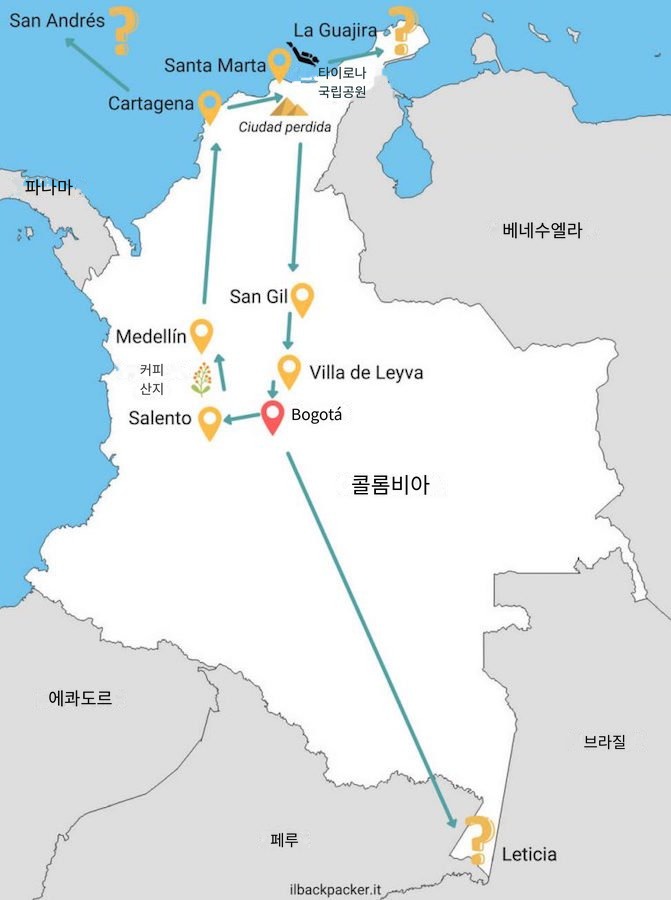 San Andrés
La Guajira
Santa Marta
타이로나
국립공원
Cartagena
Ciudad perdida
파나마
베네수엘라
San Gil
Medellín
커피
산지
Villa de Leyva
Salento
Bogotá
콜롬비아
에콰도르
브라질
페루
Leticia
ilbackpacker.it